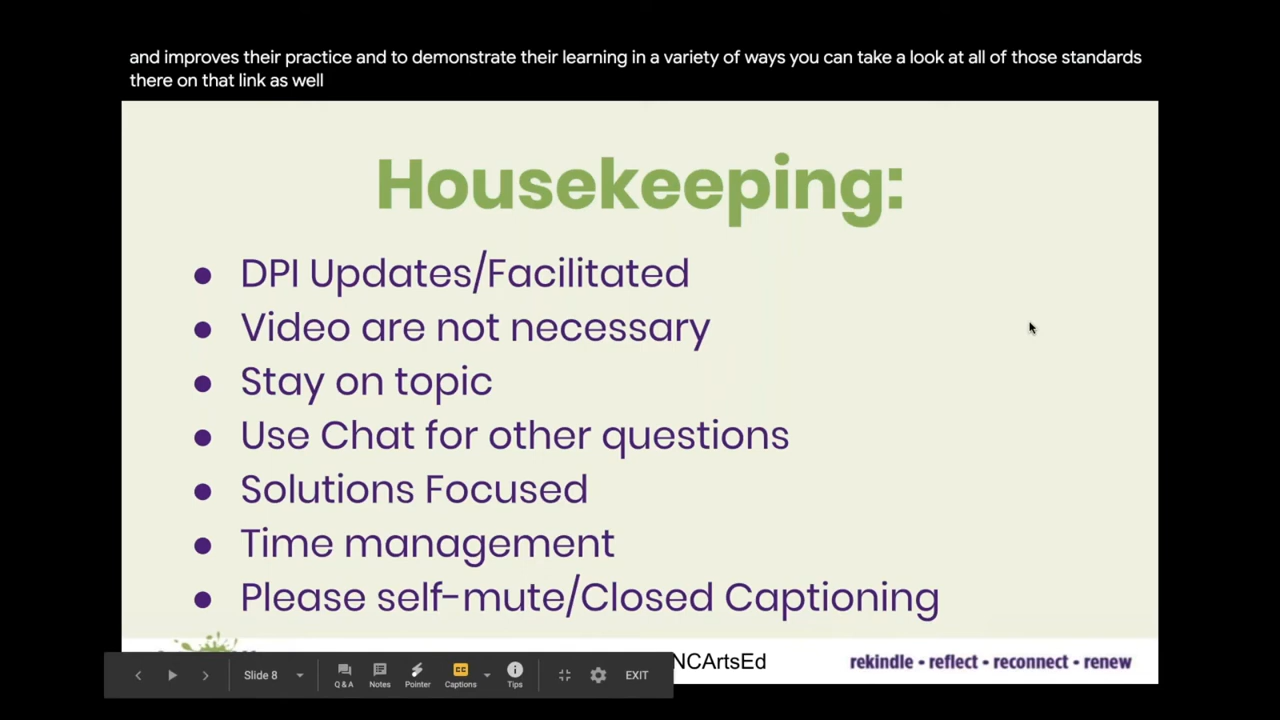 and improves their practice and to demonstrate their learning in a variety of ways you can take a look at all of those standards
there on that link as well
Housekeeping:
● DPI Updates/Facilitated
● Video are not necessary
● Stay on topic
● Use Chat for other questions
● Solutions Focused
● Time management
● Please self-mute/Closed Captioning
NCArtsEd
rekindle • reflect • reconnect • renew
Slide 8
Q & A
Notes
Pointer
Captions
Tips
EXIT